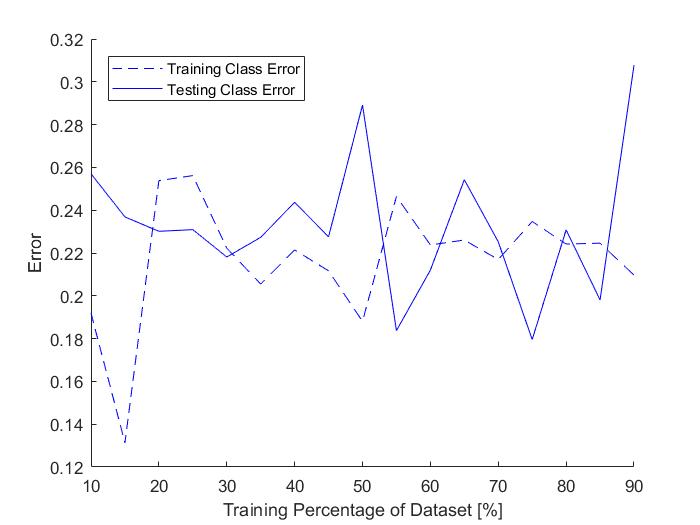 0.32
0.3
0.28
0.26
0.24
0.22
0.2
0.18
0.16
0.14
0.12
Error
Training Class Error
Testing Class Error
10 20 30 40 50 60 70 80 90
Training Percentage of Dataset [%]